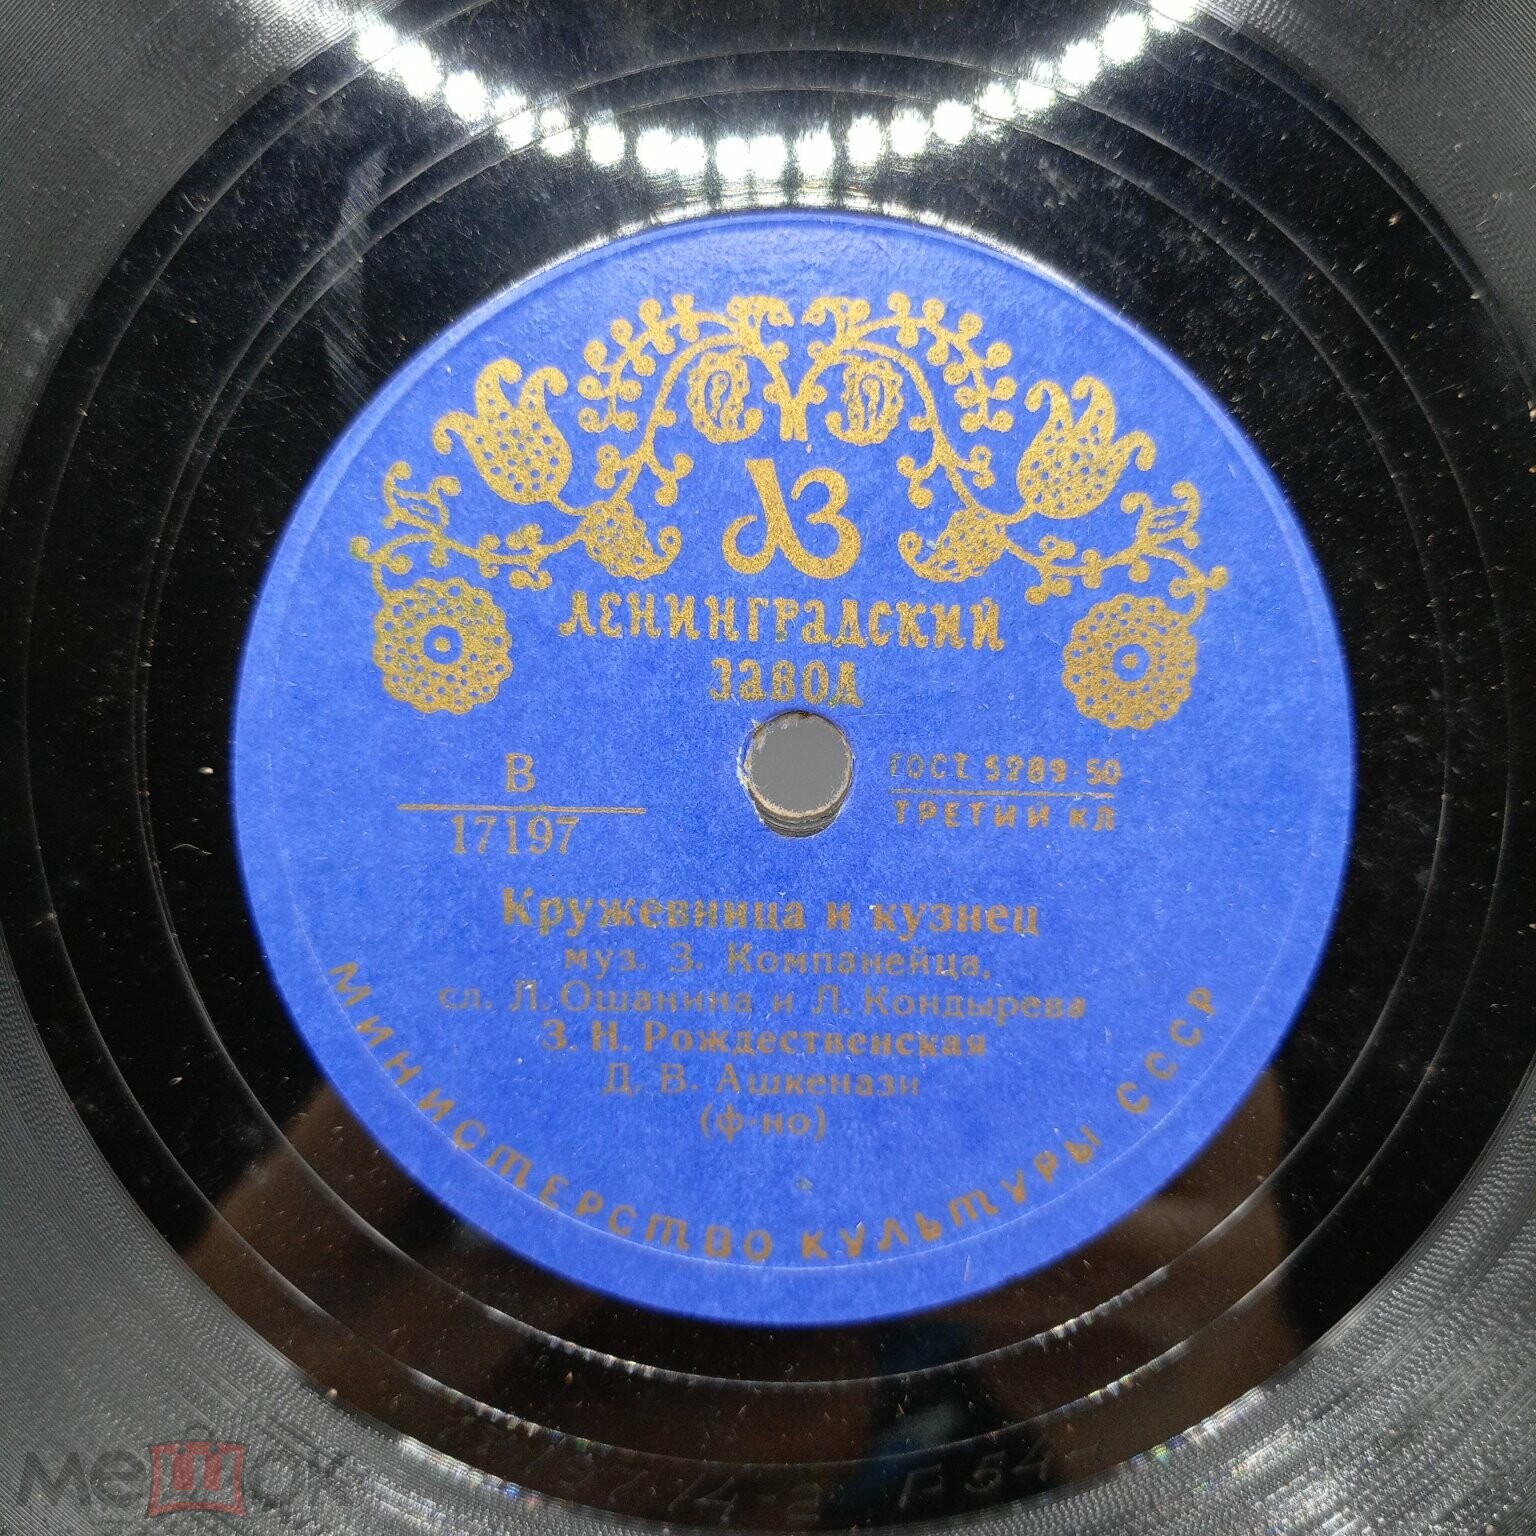 ЛЗ
ЛЕНИНГРАДСКИЙ
ЗАВОД
В
17197
ГОСТ 5289-50
ТРЕТИЙ КЛ
Кружевница и кузнец
муз. З. Компанейца,
сл. Л. Ошанина и Л. Кондырева
З. Н. Рождественская
Д. В. Ашкенази
(ф-но)
МИНИСТЕРСТВО КУЛЬТУРЫ СССР
мешок